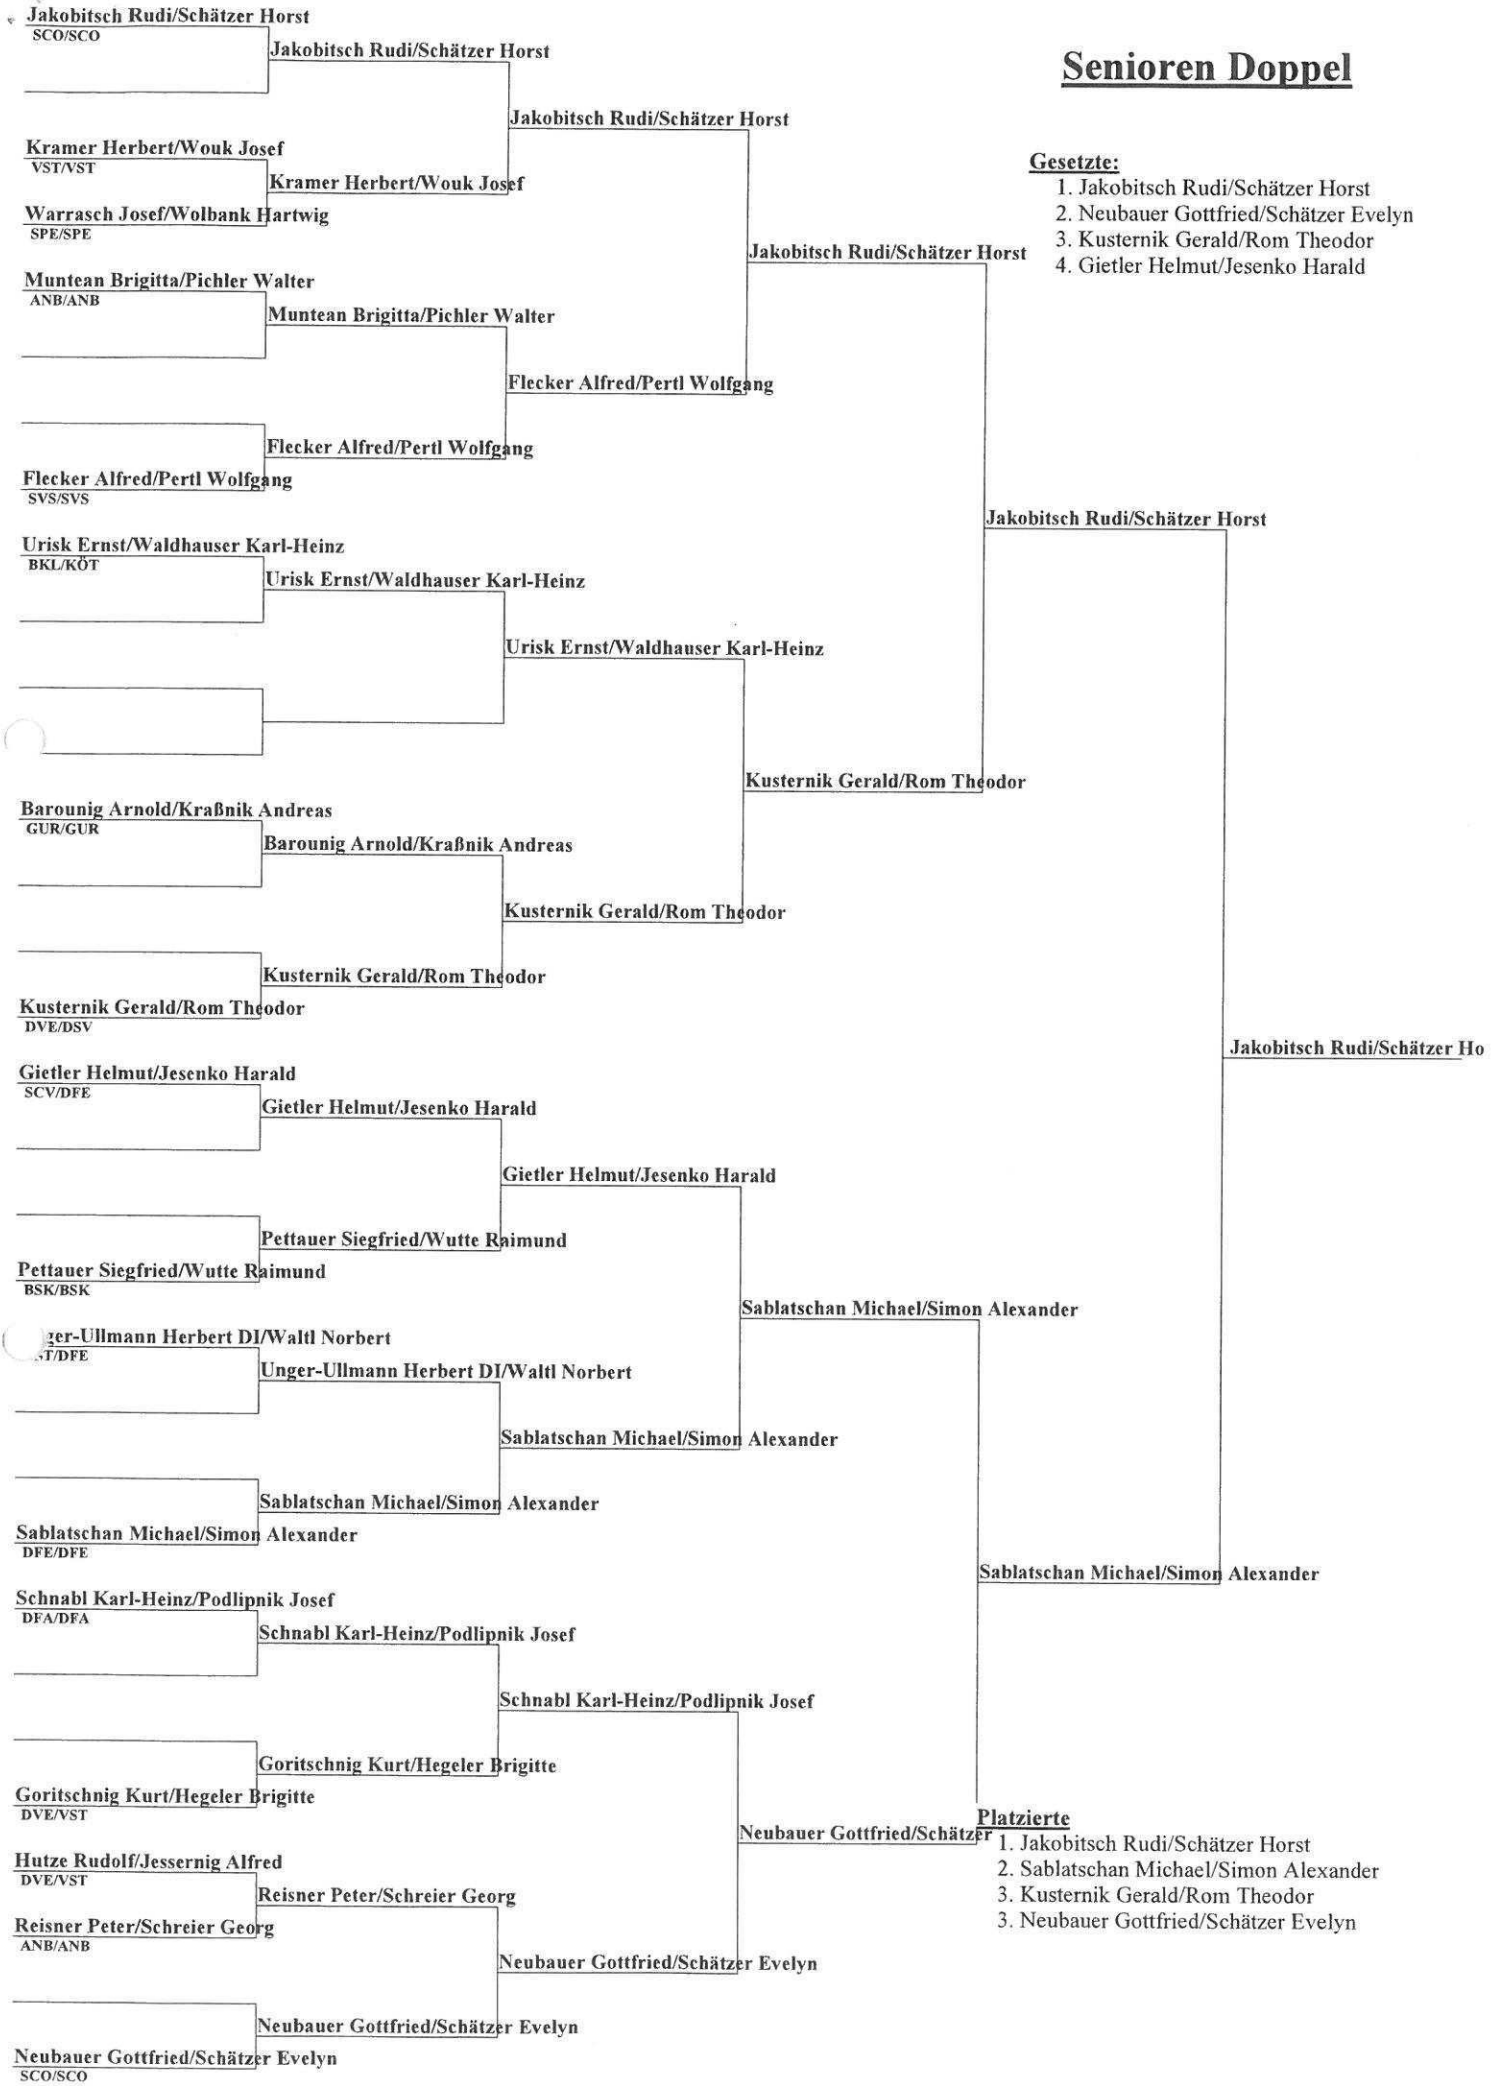 Senioren Doppel
Gesetzte:
1. Jakobitsch Rudi/Schätzer Horst
2. Neubauer Gottfried/Schätzer Evelyn
3. Kusternik Gerald/Rom Theodor
4. Gietler Helmut/Jesenko Harald
Jakobitsch Rudi/Schätzer Horst
SCO/SCO
Kramer Herbert/Wouk Josef
VST/VST
Warrasch Josef/Wolbank Hartwig
SPE/SPE
Muntean Brigitta/Pichler Walter
ANB/ANB
Flecker Alfred/Pertl Wolfgang
SVS/SVS
Urisk Ernst/Waldhauser Karl-Heinz
BKL/KÖT
Barounig Arnold/Kraßnik Andreas
GUR/GUR
Kusternik Gerald/Rom Theodor
DVE/DSV
Gietler Helmut/Jesenko Harald
SCV/DFE
Pettauer Siegfried/Wutte Raimund
BSK/BSK
ger-Ullmann Herbert DI/Waltl Norbert
T/DFE
Sablatschan Michael/Simon Alexander
DFE/DFE
Schnabl Karl-Heinz/Podlipnik Josef
DFA/DFA
Goritschnig Kurt/Hegeler Brigitte
DVE/VST
Hutze Rudolf/Jessernig Alfred
DVE/VST
Reisner Peter/Schreier Georg
ANB/ANB
Neubauer Gottfried/Schätzer Evelyn
SCO/SCO
Jakobitsch Rudi/Schätzer Horst
Kramer Herbert/Wouk Josef
Muntean Brigitta/Pichler Walter
Flecker Alfred/Pertl Wolfgang
Urisk Ernst/Waldhauser Karl-Heinz
Barounig Arnold/Kraßnik Andreas
Kusternik Gerald/Rom Theodor
Gietler Helmut/Jesenko Harald
Pettauer Siegfried/Wutte Raimund
Unger-Ullmann Herbert DI/Waltl Norbert
Sablatschan Michael/Simon Alexander
Schnabl Karl-Heinz/Podlipnik Josef
Goritschnig Kurt/Hegeler Brigitte
Reisner Peter/Schreier Georg
Neubauer Gottfried/Schätzer Evelyn
Jakobitsch Rudi/Schätzer Horst
Flecker Alfred/Pertl Wolfgang
Urisk Ernst/Waldhauser Karl-Heinz
Kusternik Gerald/Rom Theodor
Gietler Helmut/Jesenko Harald
Sablatschan Michael/Simon Alexander
Schnabl Karl-Heinz/Podlipnik Josef
Neubauer Gottfried/Schätzer Evelyn
Jakobitsch Rudi/Schätzer Horst
Kusternik Gerald/Rom Theodor
Sablatschan Michael/Simon Alexander
Neubauer Gottfried/Schätzer
Jakobitsch Rudi/Schätzer Horst
Sablatschan Michael/Simon Alexander
Jakobitsch Rudi/Schätzer Ho
Platzierte
1. Jakobitsch Rudi/Schätzer Horst
2. Sablatschan Michael/Simon Alexander
3. Kusternik Gerald/Rom Theodor
3. Neubauer Gottfried/Schätzer Evelyn